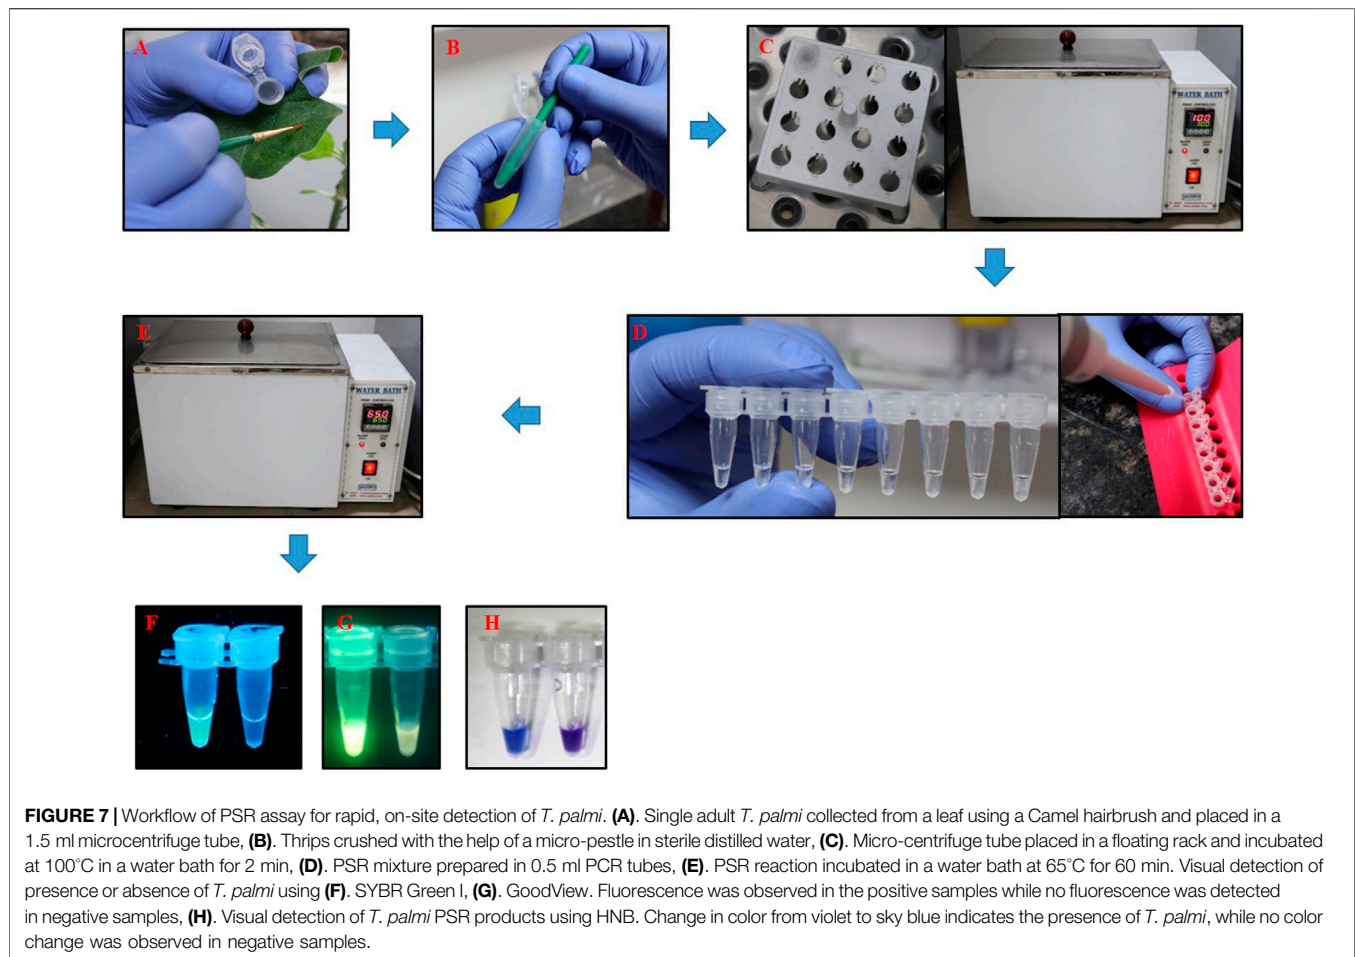 A
B
C
WATER BATH
100
100
E
WATER BATH
65.0
65.0
D
F
G
H
FIGURE 7 | Workflow of PSR assay for rapid, on-site detection of T. palmi. (A). Single adult T. palmi collected from a leaf using a Camel hairbrush and placed in a
1.5 ml microcentrifuge tube, (B). Thrips crushed with the help of a micro-pestle in sterile distilled water, (C). Micro-centrifuge tube placed in a floating rack and incubated
at 100°C in a water bath for 2 min, (D). PSR mixture prepared in 0.5 ml PCR tubes, (E). PSR reaction incubated in a water bath at 65°C for 60 min. Visual detection of
presence or absence of T. palmi using (F). SYBR Green I, (G). GoodView. Fluorescence was observed in the positive samples while no fluorescence was detected
in negative samples, (H). Visual detection of T. palmi PSR products using HNB. Change in color from violet to sky blue indicates the presence of T. palmi, while no color
change was observed in negative samples.